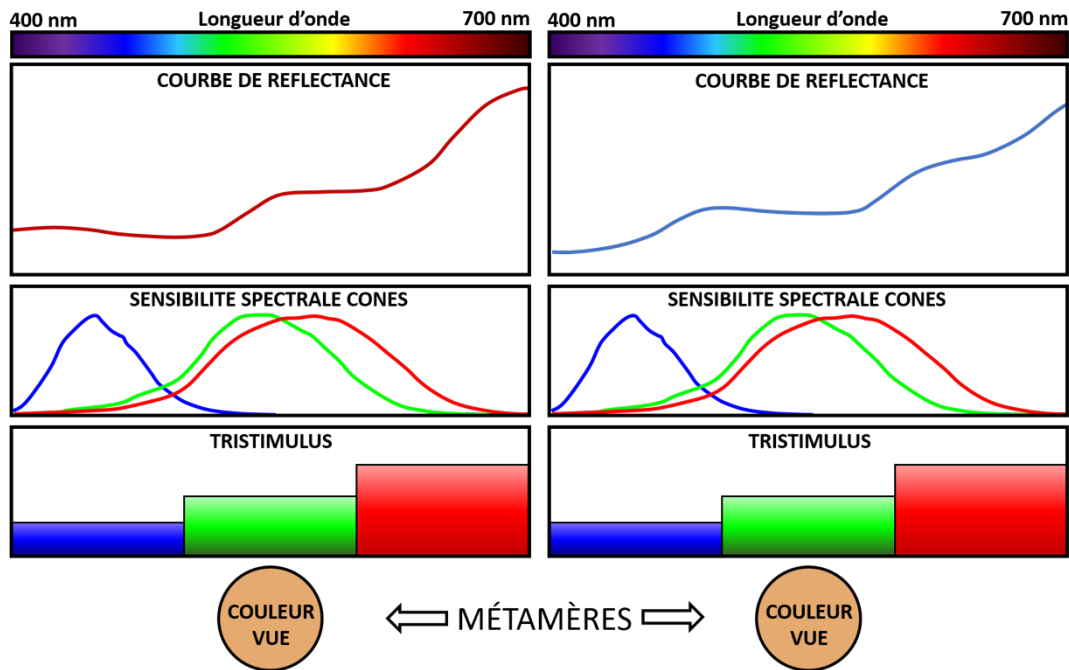 400 nm Longueur d'onde 700 nm
COURBE DE REFLECTANCE
SENSIBILITE SPECTRALE CONES
TRISTIMULUS
COULEUR
VUE
400 nm Longueur d'onde 700 nm
COURBE DE REFLECTANCE
SENSIBILITE SPECTRALE CONES
TRISTIMULUS
COULEUR
VUE
MÉTAMÈRES